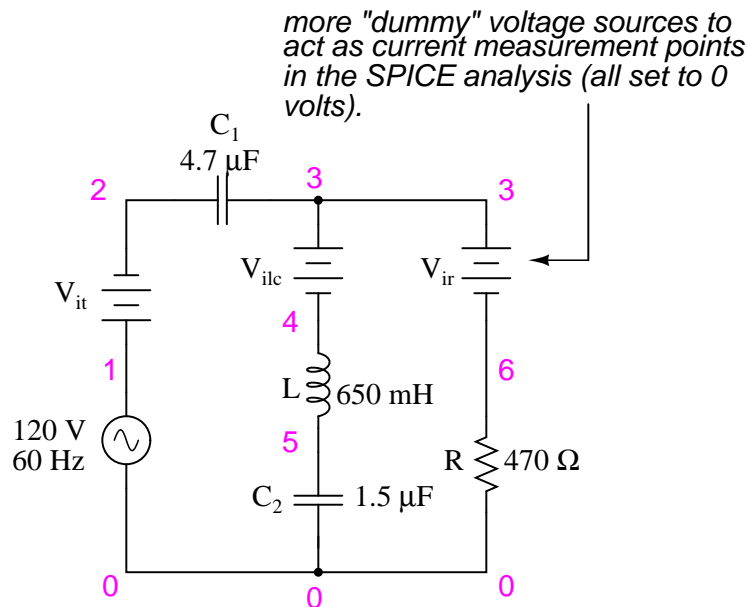 more "dummy" voltage sources to
act as current measurement points
in the SPICE analysis (all set to 0
volts).
C1
4.7 μF
2
3
3
Vit
Vilc
Vir
4
1
6
L
650 mH
120 V
60 Hz
5
R
470 Ω
C2
1.5 μF
0
0
0